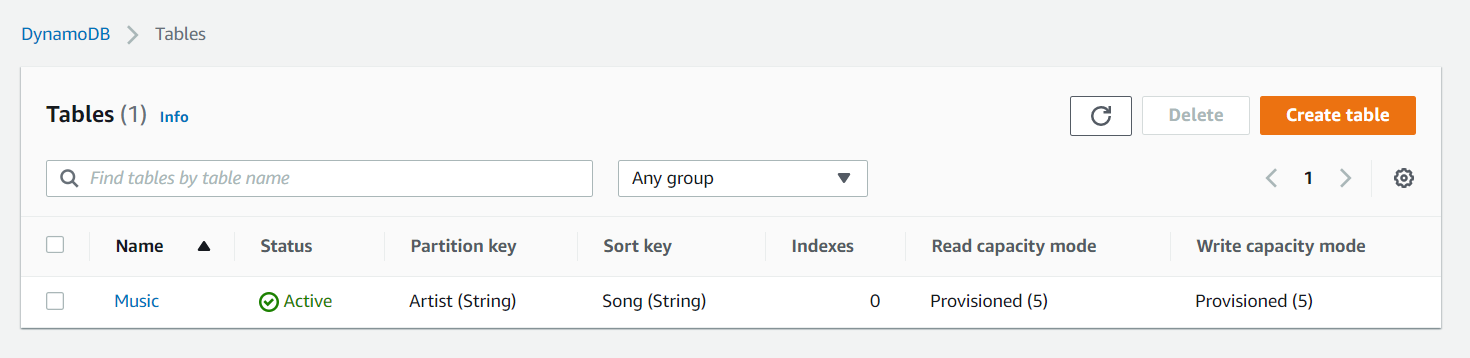 DynamoDB Tables
Tables (1) Info Delete Create table
Find tables by table name Any group 1
Name Status Partition key Sort key Indexes Read capacity mode Write capacity mode
Music Active Artist (String) Song (String) 0 Provisioned (5) Provisioned (5)